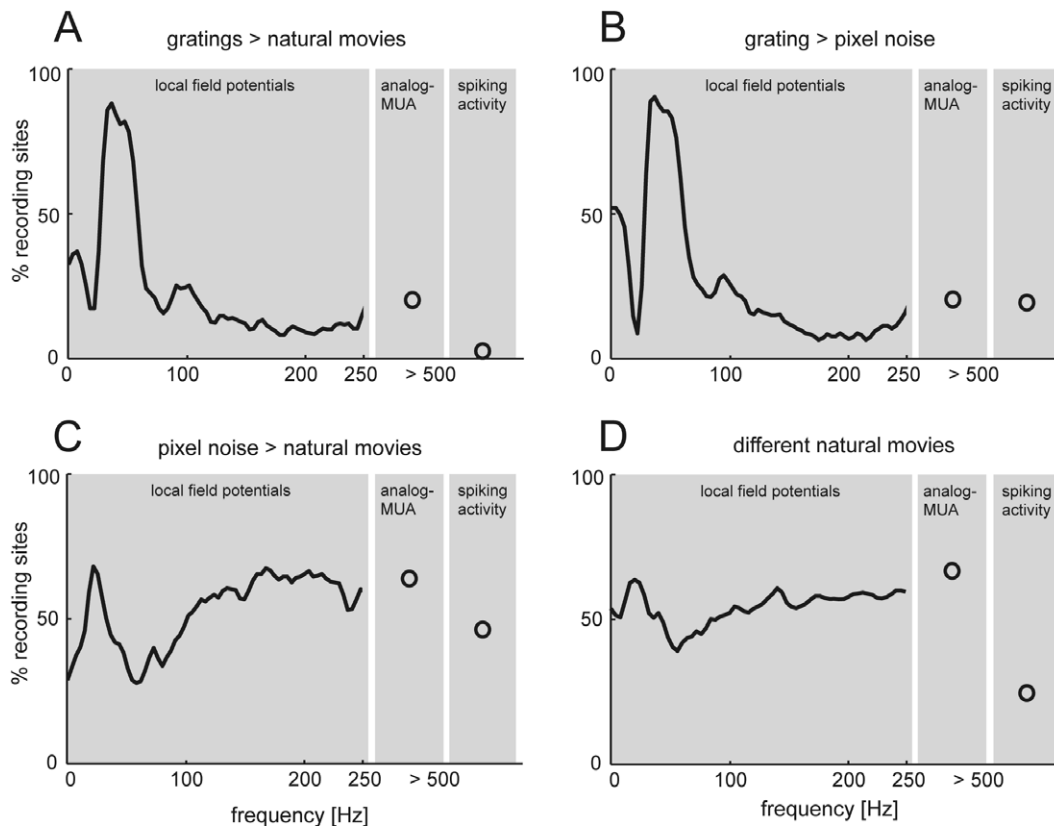 A
gratings > natural movies
100
50
0
% recording sites
local field potentials
analog-
MUA
spiking
activity
0
100
200
250
> 500
B
grating > pixel noise
100
50
0
local field potentials
analog-
MUA
spiking
activity
0
100
200
250
> 500
C
pixel noise > natural movies
100
50
0
% recording sites
local field potentials
analog-
MUA
spiking
activity
0
100
200
250
> 500
frequency [Hz]
D
different natural movies
100
50
0
local field potentials
analog-
MUA
spiking
activity
0
100
200
250
> 500
frequency [Hz]